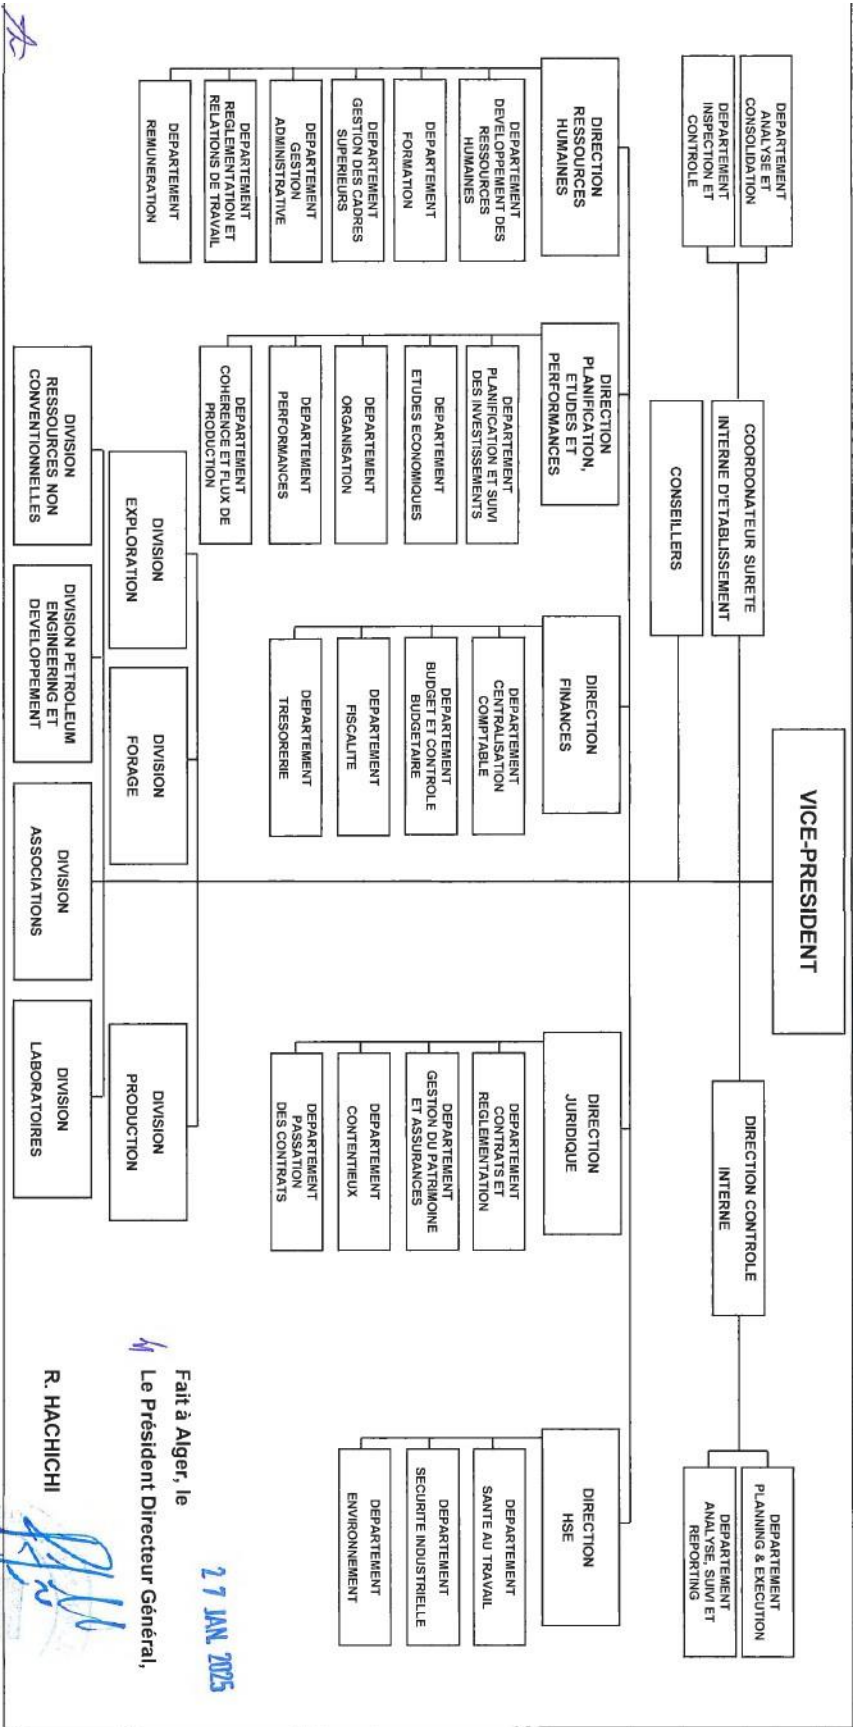 VICE-PRESIDENT
COORDONATEUR SURETE
INTERNE D'ETABLISSEMENT
DEPARTEMENT
ANALYSE ET
CONSOLIDATION
DEPARTEMENT
INSPECTION ET
CONTROLE
CONSEILLERS
DIRECTION CONTROLE
INTERNE
DEPARTEMENT
PLANNING & EXECUTION
DEPARTEMENT
ANALYSE, SUIVI ET
REPORTING
DIRECTION
RESSOURCES
HUMAINES
DEPARTEMENT
DEVELOPPEMENT DES
RESSOURCES
HUMAINES
DEPARTEMENT
FORMATION
DEPARTEMENT
GESTION DES CADRES
SUPERIEURS
DEPARTEMENT
GESTION
ADMINISTRATIVE
DEPARTEMENT
REGLEMENTATION ET
RELATIONS DE TRAVAIL
DEPARTEMENT
REMUNERATION
DIRECTION
PLANIFICATION,
ETUDES ET
PERFORMANCES
DEPARTEMENT
PLANIFICATION ET SUIVI
DES INVESTISSEMENTS
DEPARTEMENT
ETUDES ECONOMIQUES
DEPARTEMENT
ORGANISATION
DEPARTEMENT
PERFORMANCES
DEPARTEMENT
COHERENCE ET FLUX DE
PRODUCTION
DIRECTION
FINANCES
DEPARTEMENT
CENTRALISATION
COMPTABLE
DEPARTEMENT
BUDGET ET CONTROLE
BUDGETAIRE
DEPARTEMENT
FISCALITE
DEPARTEMENT
TRESORERIE
DIRECTION
JURIDIQUE
DEPARTEMENT
CONTRATS ET
REGLEMENTATION
DEPARTEMENT
GESTION DU PATRIMOINE
ET ASSURANCES
DEPARTEMENT
CONTENTIEUX
DEPARTEMENT
PASSATION
DES CONTRATS
DIRECTION
HSE
DEPARTEMENT
SANTE AU TRAVAIL
DEPARTEMENT
SECURITE INDUSTRIELLE
DEPARTEMENT
ENVIRONNEMENT
DIVISION
EXPLORATION
DIVISION
FORAGE
DIVISION
PRODUCTION
DIVISION
RESSOURCES NON
CONVENTIONNELLES
DIVISION PETROLEUM
ENGINEERING ET
DEVELOPPEMENT
DIVISION
ASSOCIATIONS
DIVISION
LABORATOIRES
Fait à Alger, le 27 JAN. 2025
Le Président Directeur Général,
R. HACHICHI